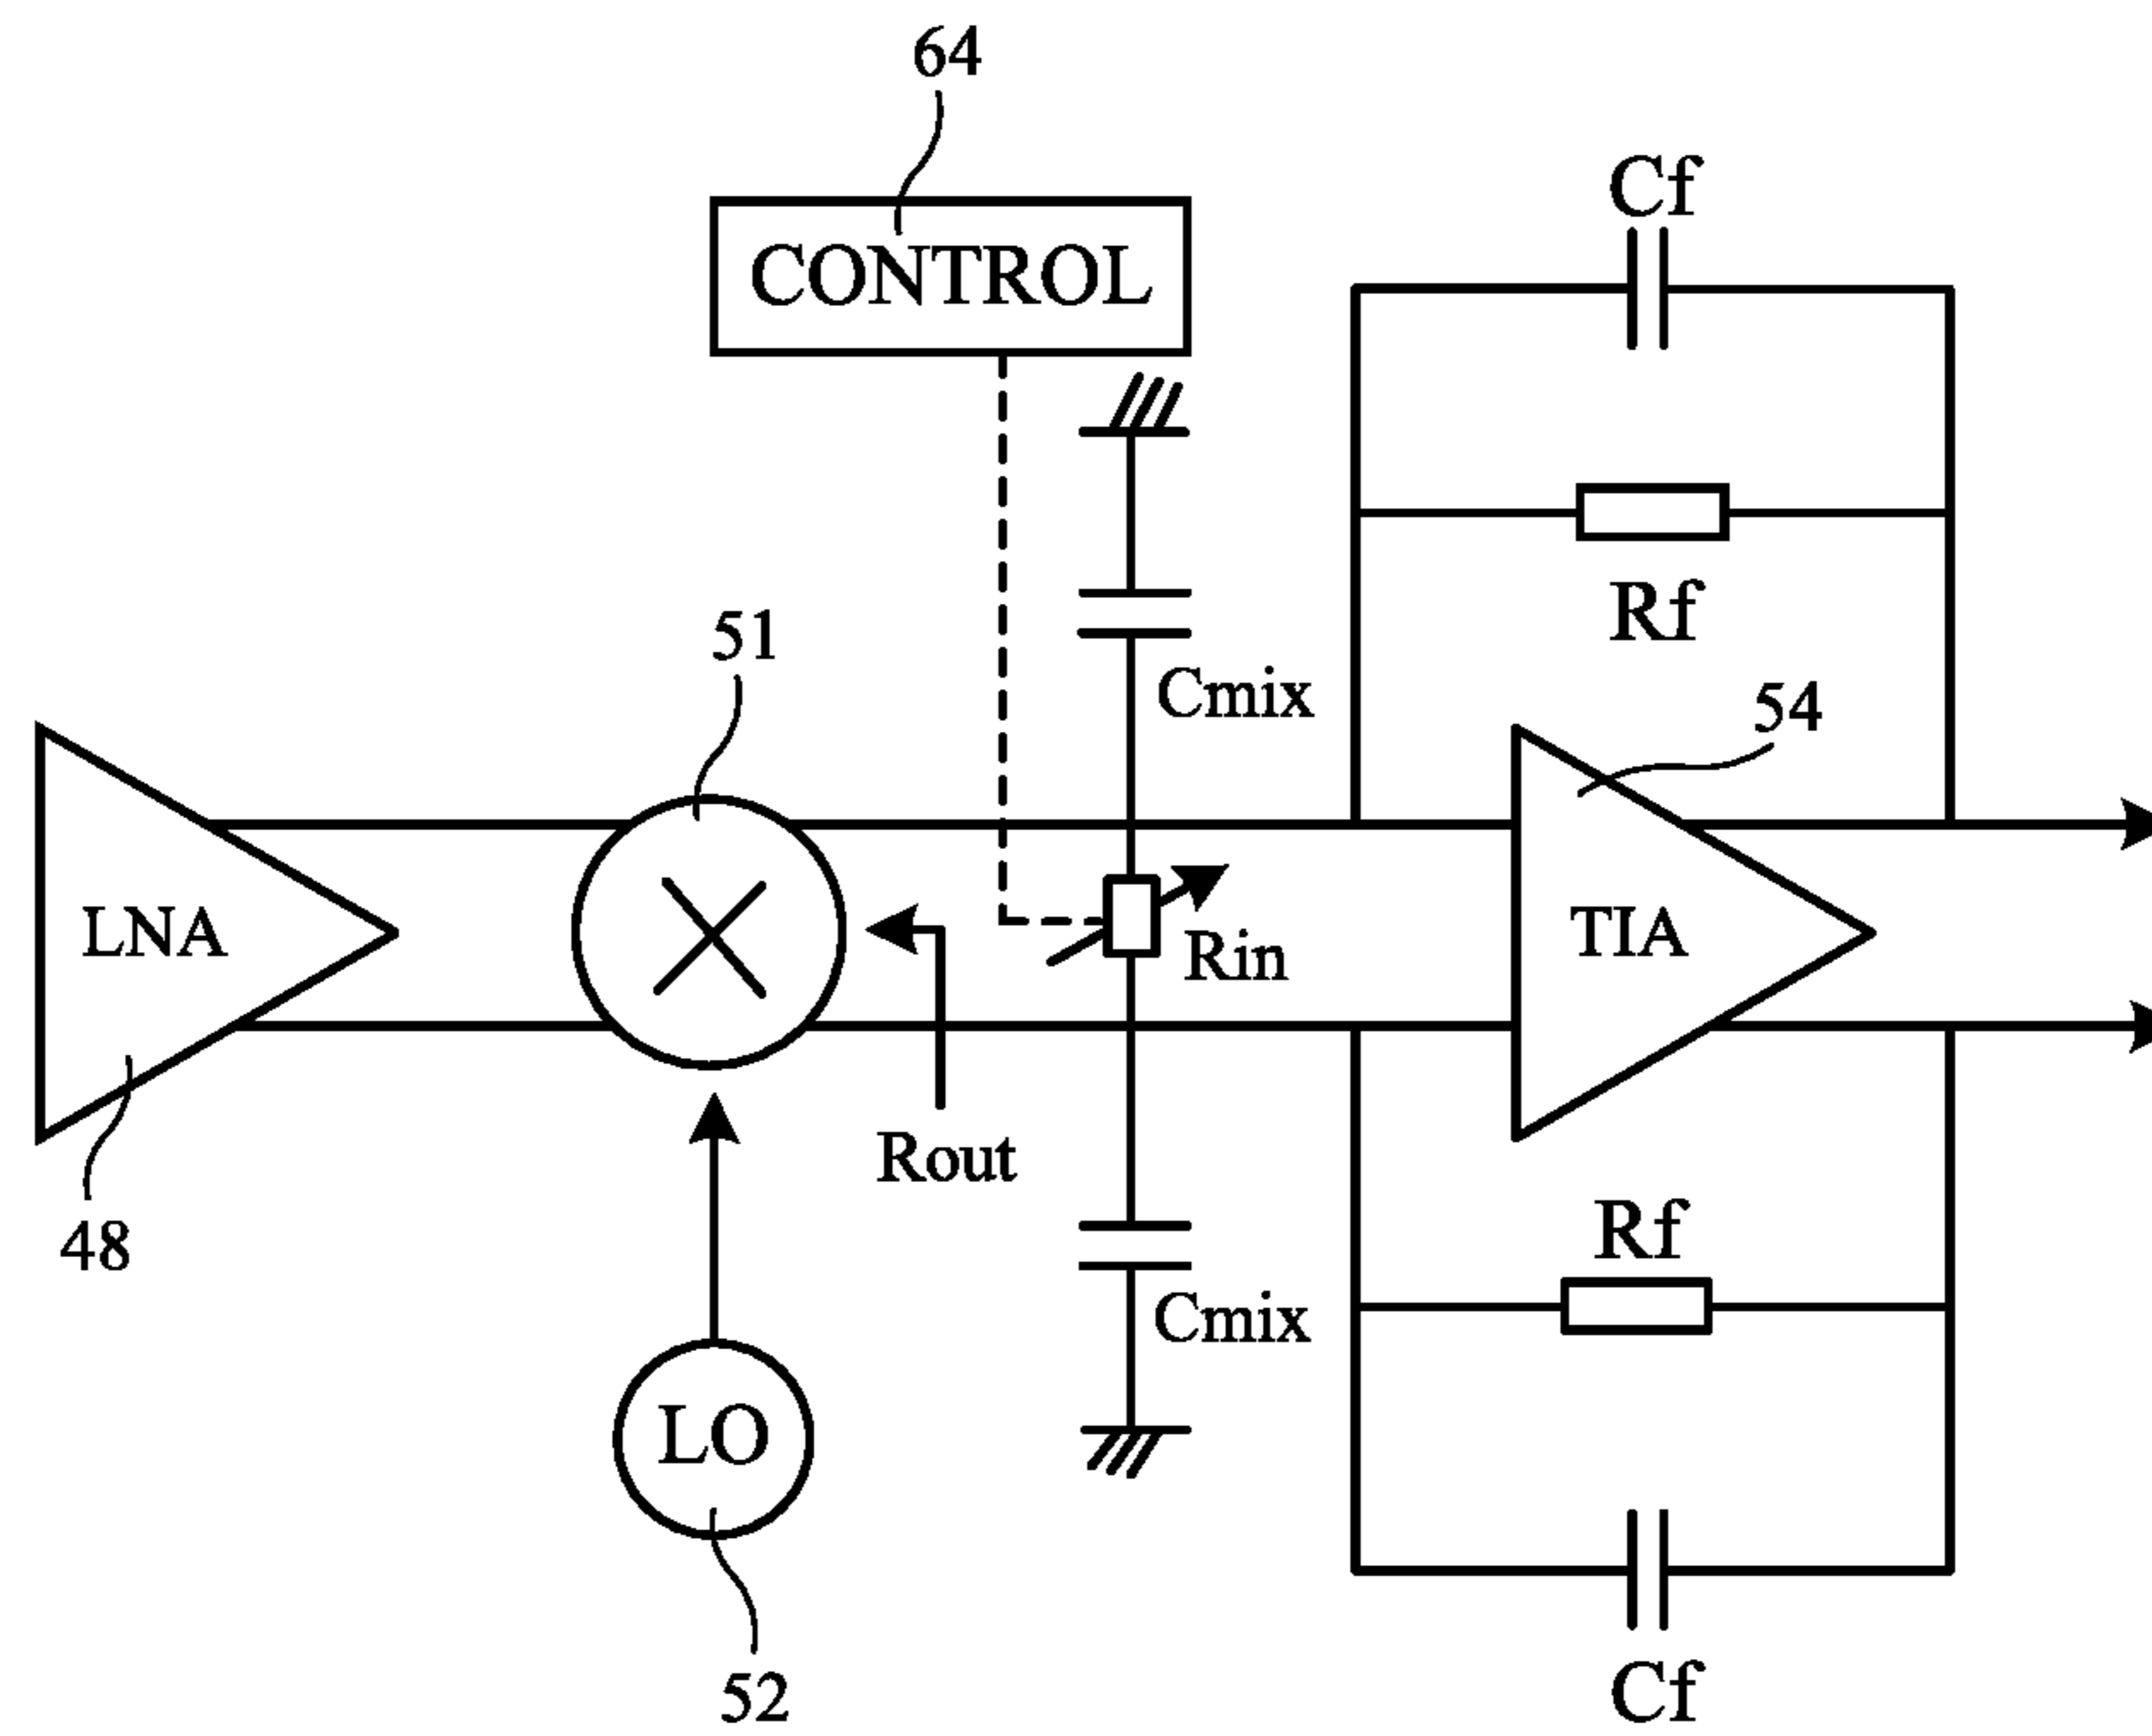 64
CONTROL
Cf
Rf
51
Cmix
54
LNA
Rin
TIA
Rout
48
Rf
Cmix
LO
52
Cf